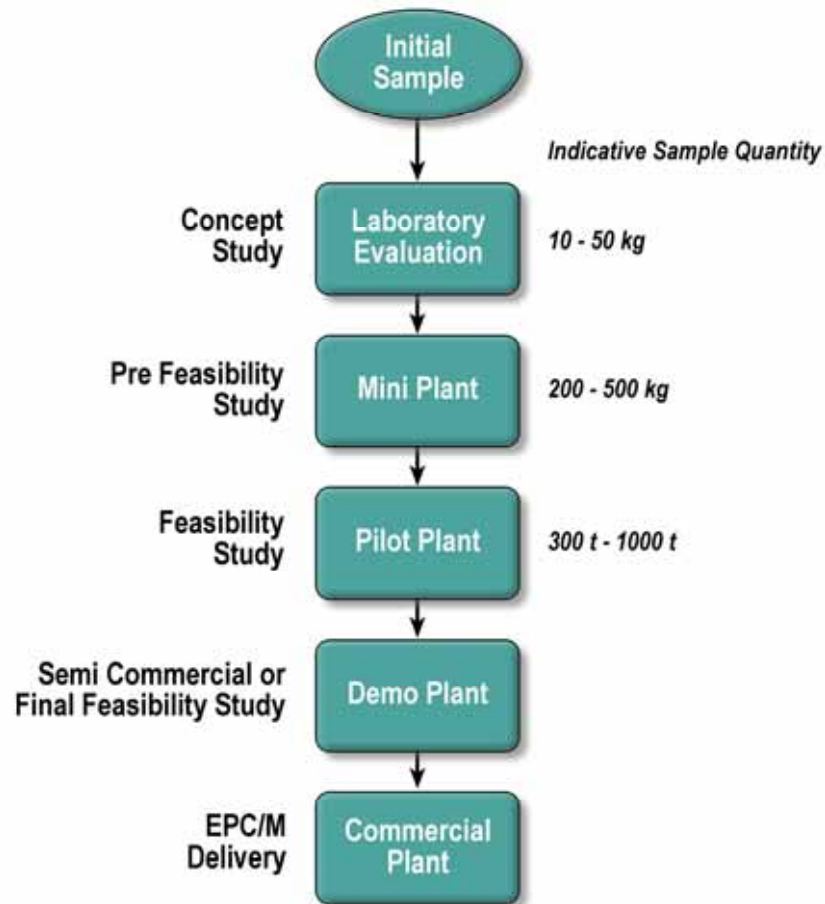 Initial
Sample
Indicative Sample Quantity
Concept
Study
Laboratory
Evaluation
10 - 50 kg
Pre Feasibility
Study
Mini Plant
200 - 500 kg
Feasibility
Study
Pilot Plant
300 t - 1000 t
Semi Commercial or
Final Feasibility Study
Demo Plant
EPC/M
Delivery
Commercial
Plant